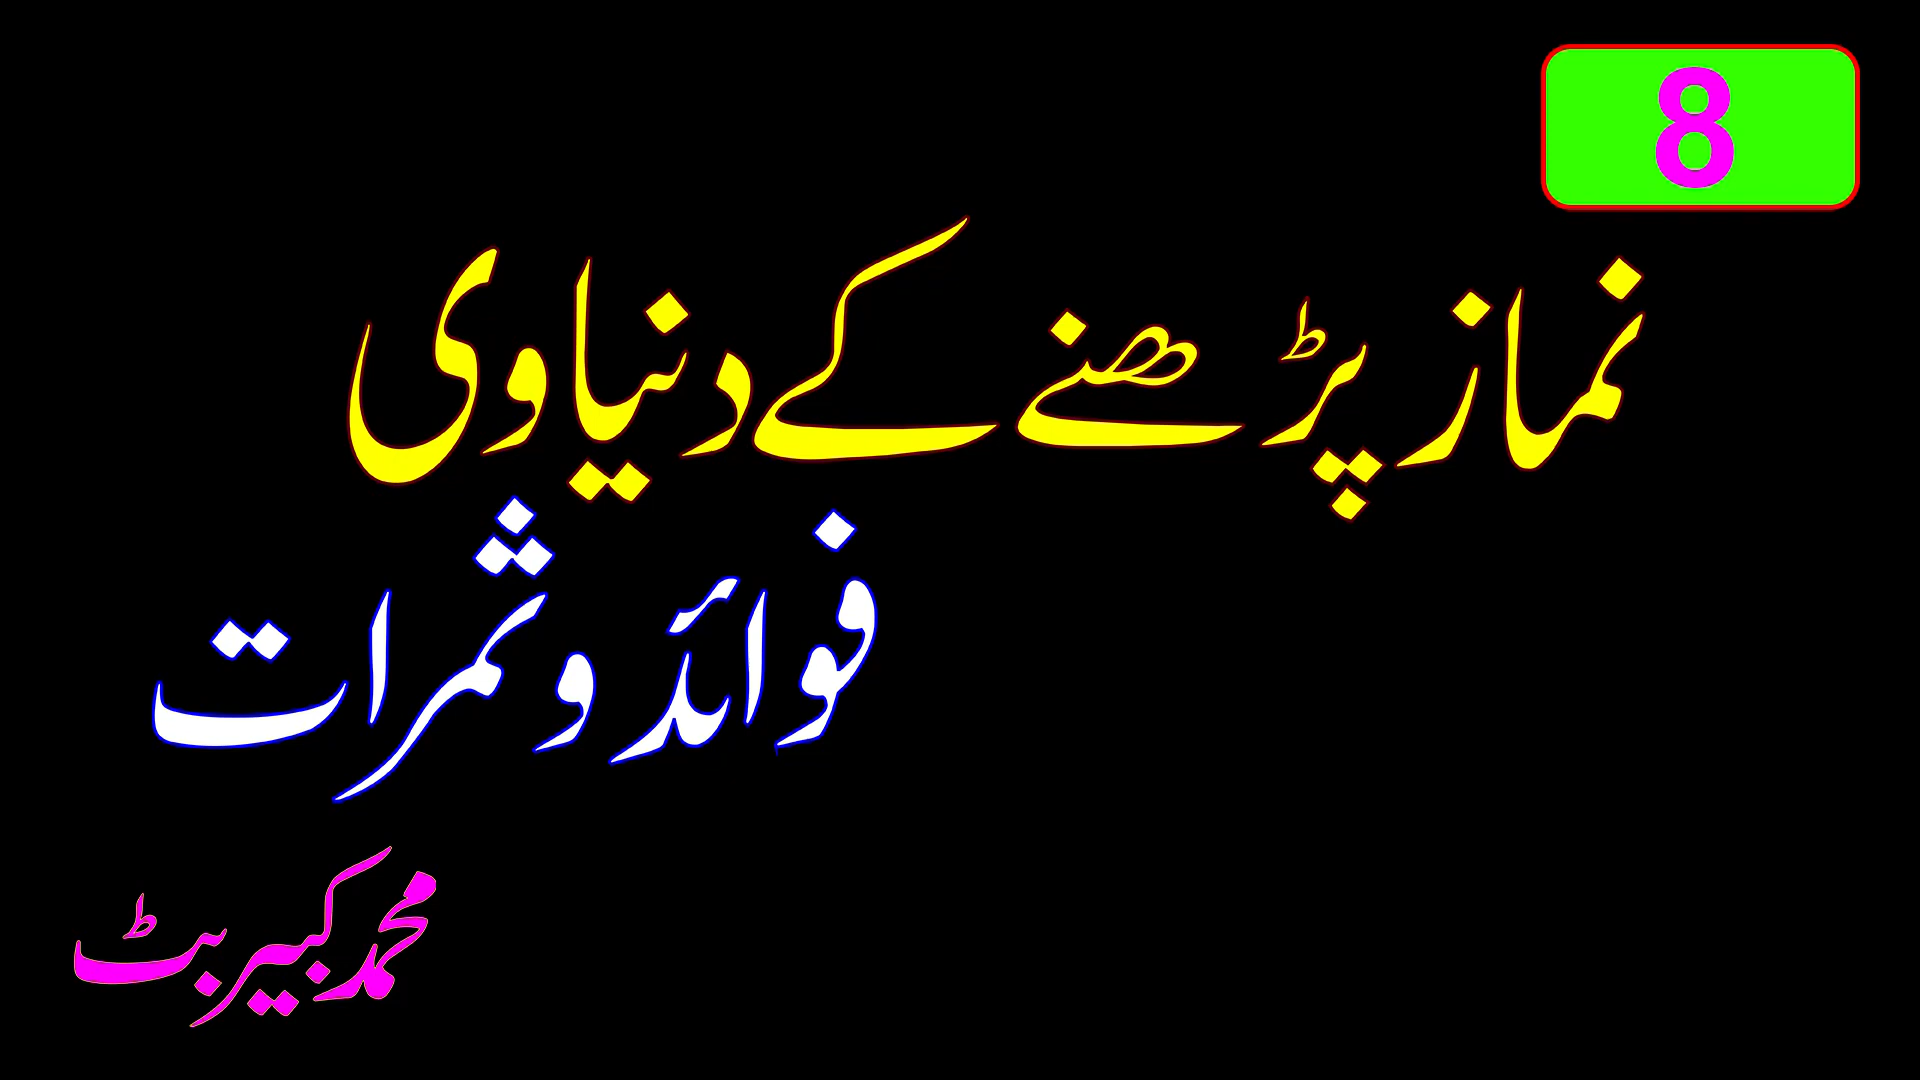 8
نماز پڑھنے کے دنیاوی
فوائد و ثمرات
محمد کبیر بٹ